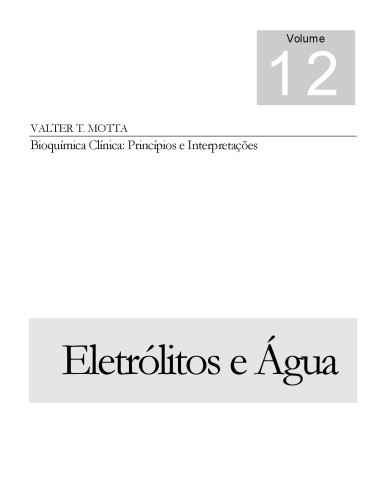 Volume
12
VALTER T. MOTTA
Bioquímica Clínica: Princípios e Interpretações
Eletrólitos e Água